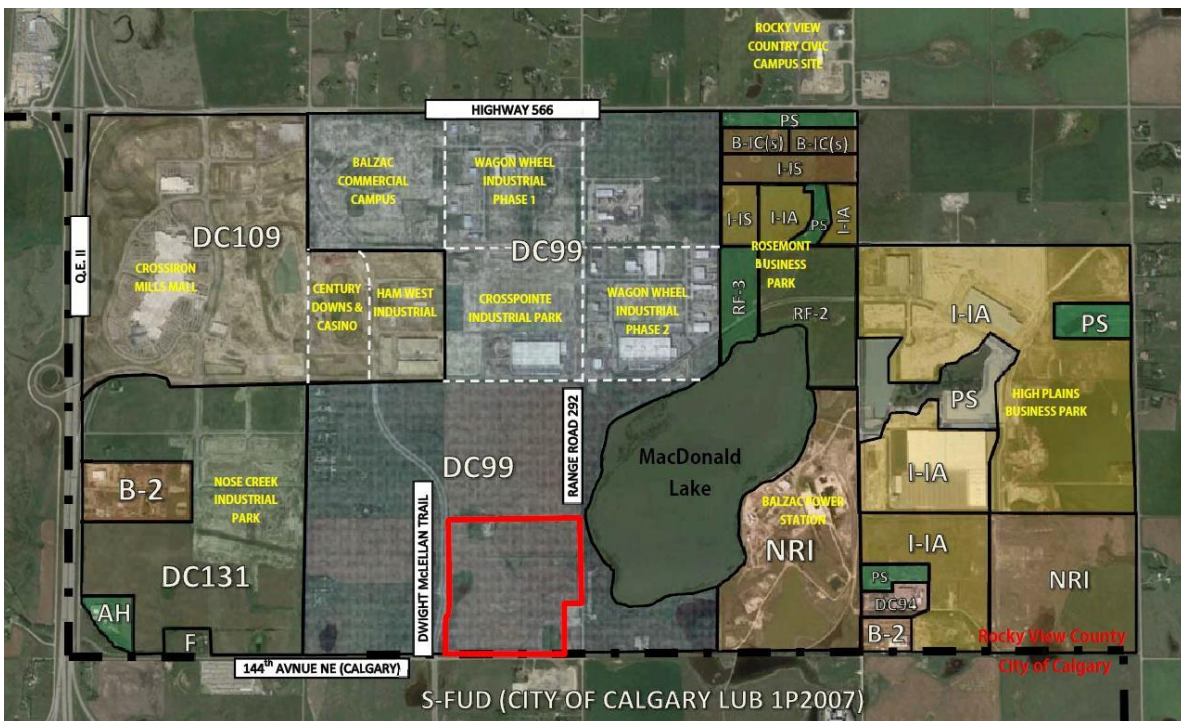 ROCKY VIEW
COUNTRY CIVIC
CAMPUS SITE
HIGHWAY 566
PS
B-IC(s)
B-IC(s)
I-IS
BALZAC
COMMERCIAL
CAMPUS
WAGON WHEEL
INDUSTRIAL
PHASE 1
I-IS
I-IA
PS
I-IA
Q.E. II
DC109
DC99
ROSEMONT
BUSINESS
PARK
CROSSIRON
MILLS MALL
CENTURY
DOWNS &
CASINO
HAM WEST
INDUSTRIAL
CROSSPOINTE
INDUSTRIAL PARK
WAGON WHEEL
INDUSTRIAL
PHASE 2
RF-3
RF-2
I-IA
PS
PS
HIGH PLAINS
BUSINESS PARK
RANGE ROAD 292
DC99
MacDonald
Lake
I-IA
B-2
NOSE CREEK
INDUSTRIAL
PARK
BALZAC POWER
STATION
DWIGHT McLELLAN TRAIL
NRI
I-IA
NRI
DC131
PS
DC94
AH
F
B-2
Rocky View County
City of Calgary
144th AVNUE NE (CALGARY)
S-FUD (CITY OF CALGARY LUB 1P2007)